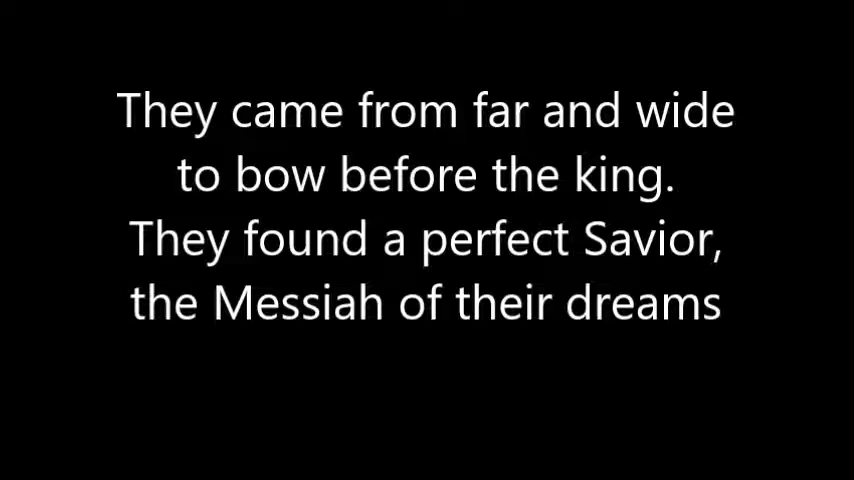 They came from far and wide
to bow before the king.
They found a perfect Savior,
the Messiah of their dreams